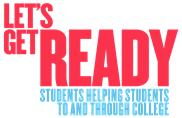 LET'S
GET READY
STUDENTS HELPING STUDENTS
TO AND THROUGH COLLEGE